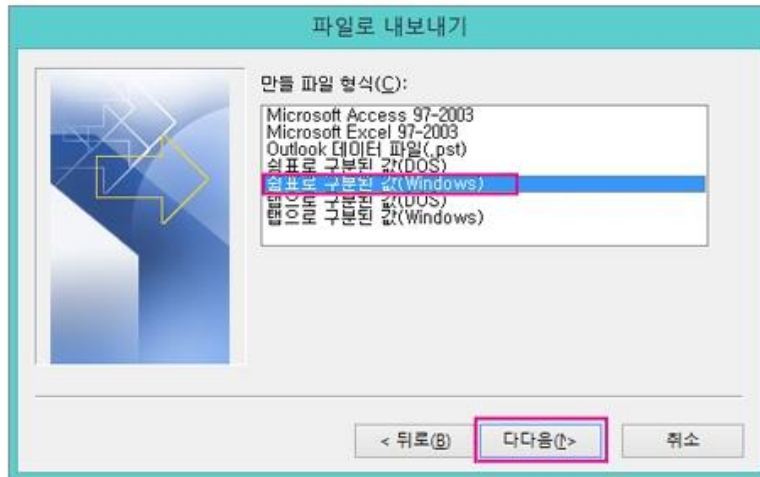 파일로 내보내기
만들 파일 형식(C):
Microsoft Access 97-2003
Microsoft Excel 97-2003
Outlook 데이터 파일(.pst)
쉼표로 구분된 값(DOS)
쉼표로 구분된 값(Windows)
탭으로 구분된 값(DOS)
탭으로 구분된 값(Windows)
< 뒤로(B)
다다음(N>
취소